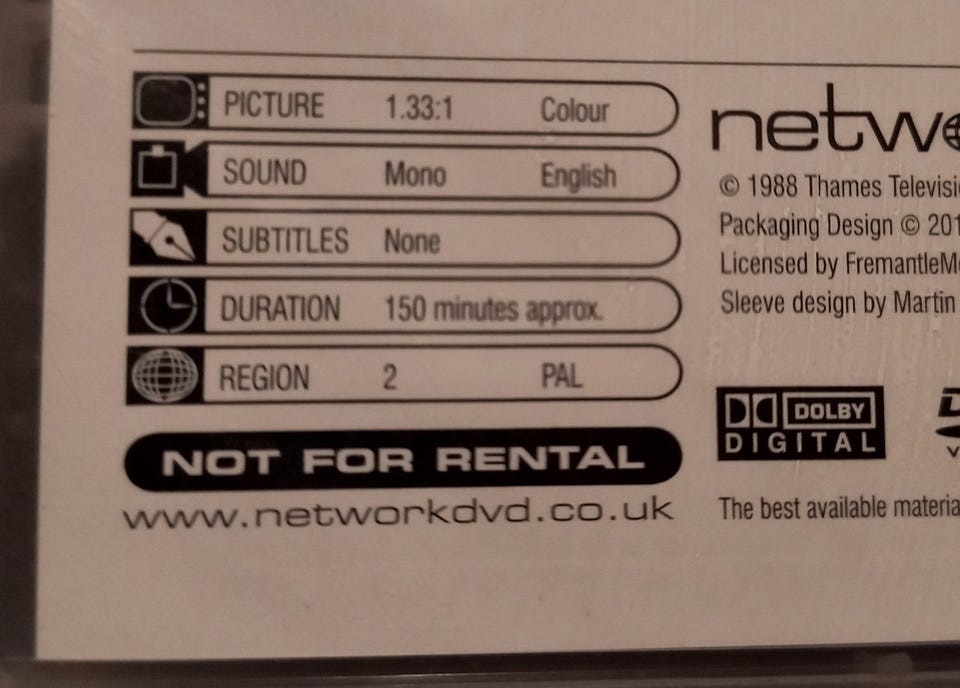 PICTURE 1.33:1 Colour
SOUND Mono English
SUBTITLES None
DURATION 150 minutes approx.
REGION 2 PAL
NOT FOR RENTAL
www.networkdvd.co.uk
netw
© 1988 Thames Televisi
Packaging Design © 201
Licensed by FremantleM
Sleeve design by Martin
DOLBY
DIGITAL
The best available materia